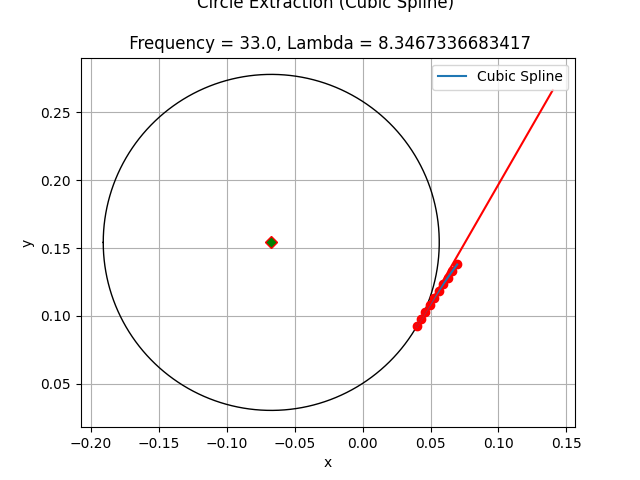 Circle Extraction (Cubic Spline)
Frequency = 33.0, Lambda = 8.3467336683417
Cubic Spline
y
0.25
0.20
0.15
0.10
0.05
−0.20 −0.15 −0.10 −0.05 0.00 0.05 0.10 0.15
x